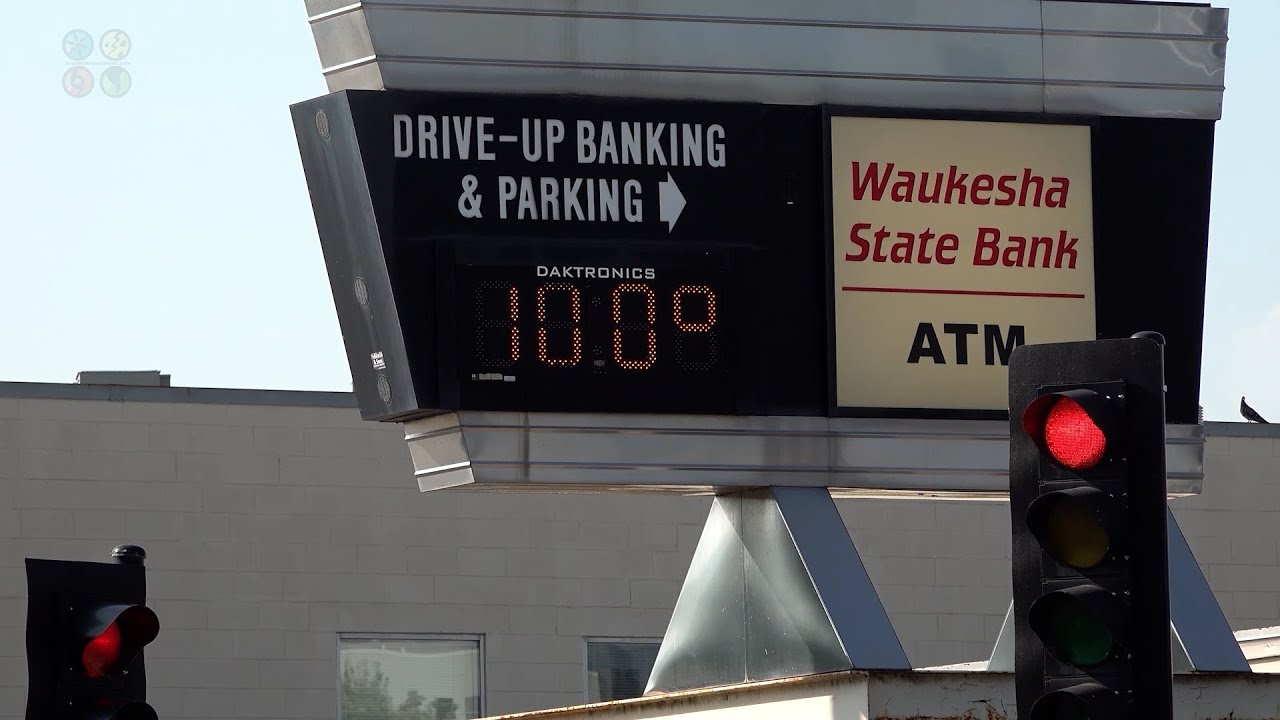 DRIVE-UP BANKING
& PARKING
DAKTRONICS
100°
Waukesha
State Bank
ATM